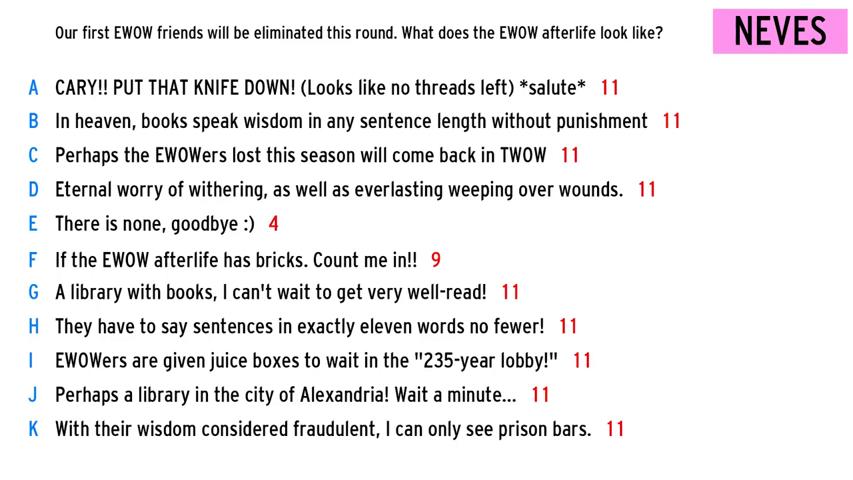 Our first EWOW friends will be eliminated this round. What does the EWOW afterlife look like?
NEVES
A CARY!! PUT THAT KNIFE DOWN! (Looks like no threads left) *salute* 11
B In heaven, books speak wisdom in any sentence length without punishment 11
C Perhaps the EWOWers lost this season will come back in TWOW 11
D Eternal worry of withering, as well as everlasting weeping over wounds. 11
E There is none, goodbye :) 4
F If the EWOW afterlife has bricks. Count me in!! 9
G A library with books, I can't wait to get very well-read! 11
H They have to say sentences in exactly eleven words no fewer! 11
I EWOWers are given juice boxes to wait in the "235-year lobby!" 11
J Perhaps a library in the city of Alexandria! Wait a minute... 11
K With their wisdom considered fraudulent, I can only see prison bars. 11